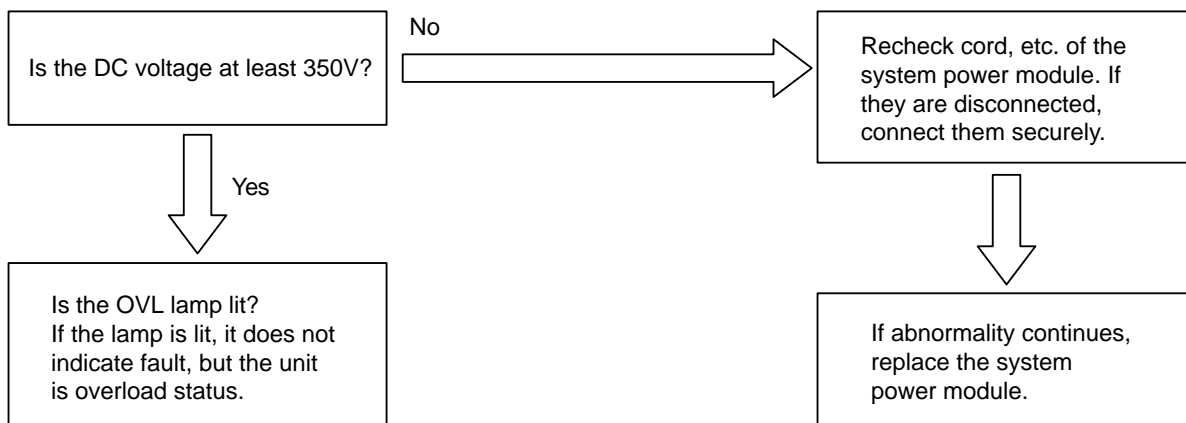 Is the DC voltage at least 350V?
No
Recheck cord, etc. of the
system power module. If
they are disconnected,
connect them securely.
Yes
Is the OVL lamp lit?
If the lamp is lit, it does not
indicate fault, but the unit
is overload status.
If abnormality continues,
replace the system
power module.